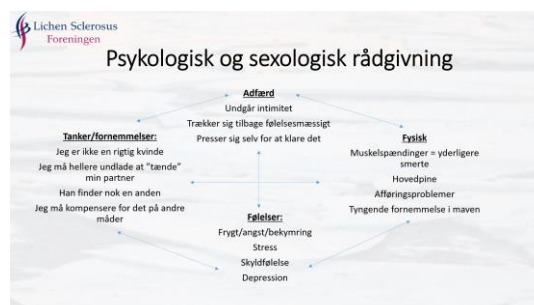 Lichen Sclerosus
Foreningen
Psykologisk og sexologisk rådgivning
Adfærd
Undgår intimitet
Trækker sig tilbage følelsesmæssigt
Presser sig selv for at klare det
Tanker/fornemmelser:
Jeg er ikke en rigtig kvinde
Jeg må hellere undlade at "tænde"
min partner
Han finder nok en anden
Jeg må kompensere for det på andre
måder
Fysisk
Muskelspændinger = yderligere
smerte
Hovedpine
Afføringsproblemer
Tyngende fornemmelse i maven
Følelser:
Frygt/angst/bekymring
Stress
Skyldfølelse
Depression